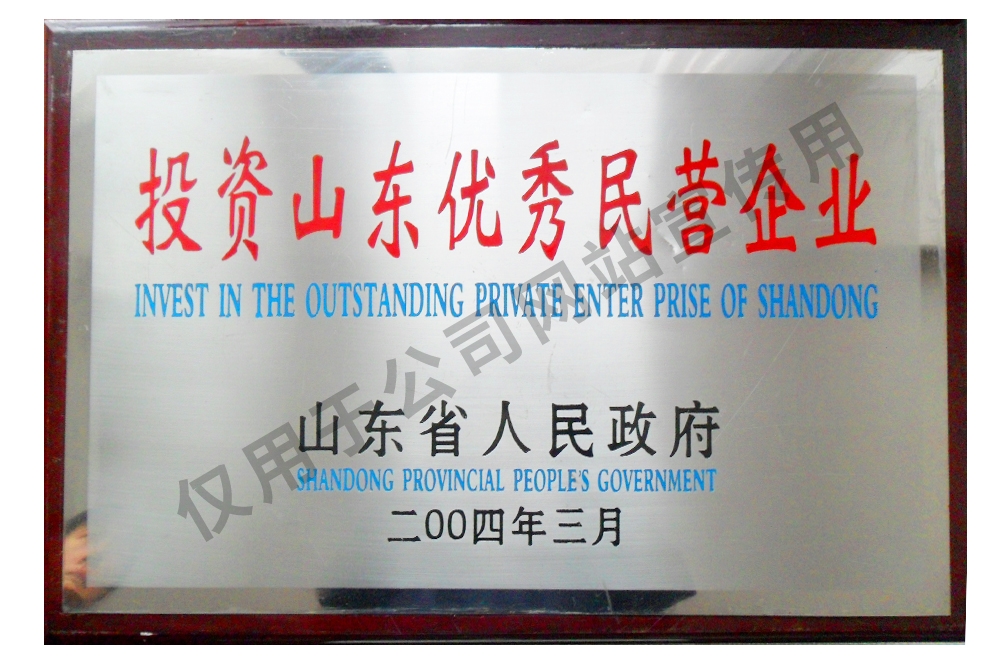 投资山东优秀民营企业
INVEST IN THE OUTSTANDING PRIVATE ENTER PRISE OF SHANDONG
山东省人民政府
SHANDONG PROVINCIAL PEOPLE'S GOVERNMENT
二00四年三月
仅用于公司网站宣传用